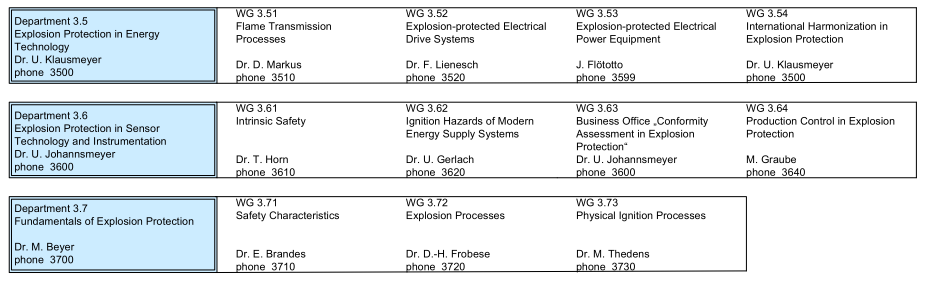 Department 3.5
Explosion Protection in Energy
Technology
Dr. U. Klausmeyer
phone 3500
WG 3.51
Flame Transmission
Processes
Dr. D. Markus
phone 3510
WG 3.52
Explosion-protected Electrical
Drive Systems
Dr. F. Lienesch
phone 3520
WG 3.53
Explosion-protected Electrical
Power Equipment
J. Flötotto
phone 3599
WG 3.54
International Harmonization in
Explosion Protection
Dr. U. Klausmeyer
phone 3500
Department 3.6
Explosion Protection in Sensor
Technology and Instrumentation
Dr. U. Johannsmeyer
phone 3600
WG 3.61
Intrinsic Safety
Dr. T. Horn
phone 3610
WG 3.62
Ignition Hazards of Modern
Energy Supply Systems
Dr. U. Gerlach
phone 3620
WG 3.63
Business Office „Conformity
Assessment in Explosion
Protection“
Dr. U. Johannsmeyer
phone 3600
WG 3.64
Production Control in Explosion
Protection
M. Graube
phone 3640
Department 3.7
Fundamentals of Explosion Protection
Dr. M. Beyer
phone 3700
WG 3.71
Safety Characteristics
Dr. E. Brandes
phone 3710
WG 3.72
Explosion Processes
Dr. D.-H. Frobese
phone 3720
WG 3.73
Physical Ignition Processes
Dr. M. Thedens
phone 3730